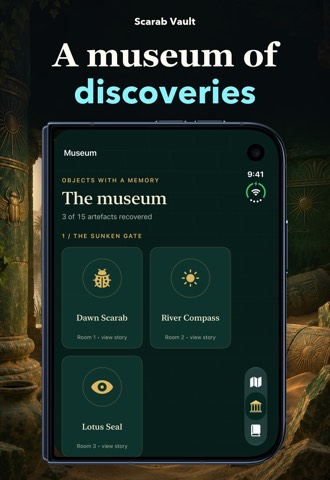 Scarab Vault
A museum of
discoveries
Museum
9:41
OBJECTS WITH A MEMORY
The museum
3 of 15 artefacts recovered
1 / THE SUNKEN GATE
Dawn Scarab
Room 1 • view story
River Compass
Room 2 • view story
Lotus Seal
Room 3 • view story